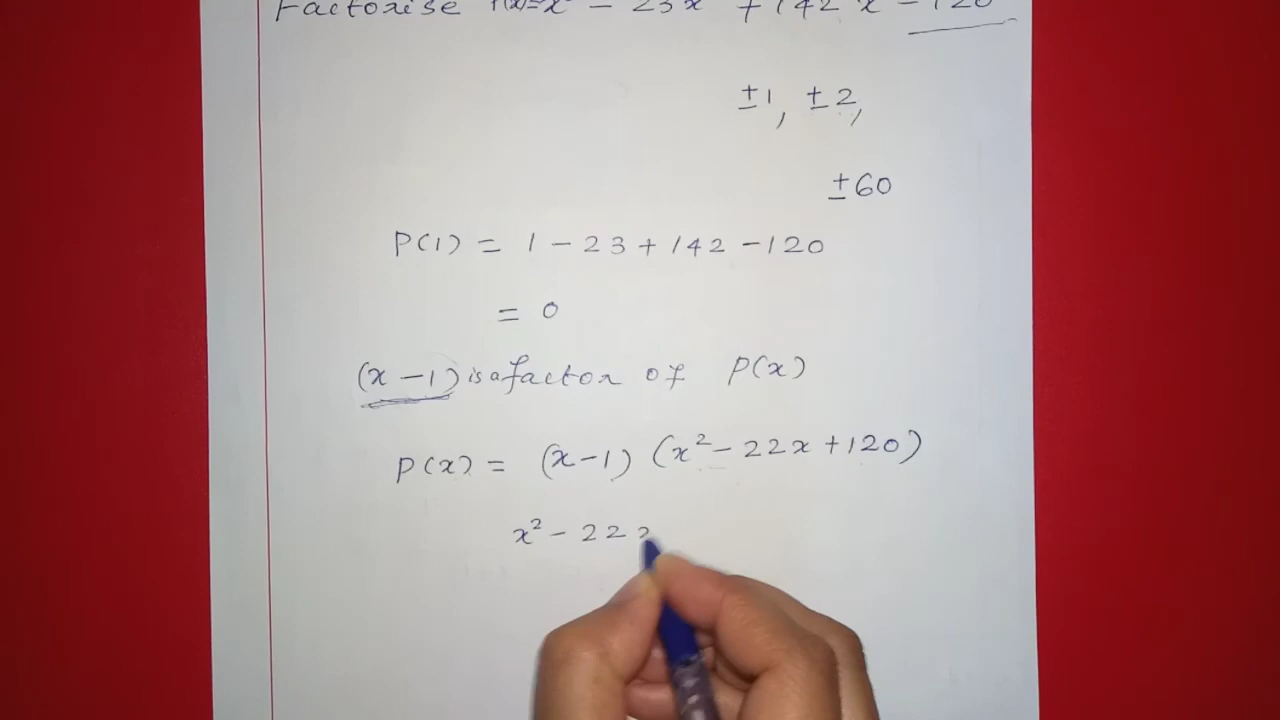 Factorise P(x)=x³ - 23x² + 142x - 120
±1, ±2,
±60
P(1) = 1 - 23 + 142 - 120
= 0
(x - 1) is a factor of P(x)
P(x) = (x-1) (x² - 22x + 120)
x² - 22x